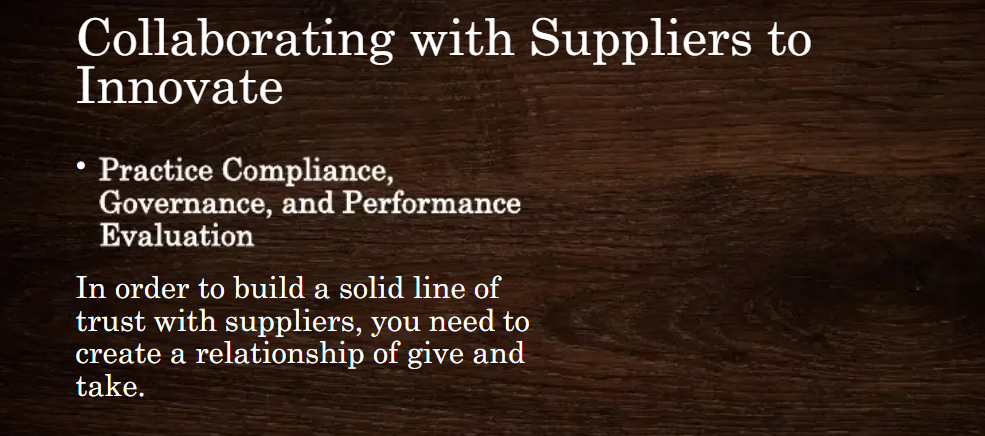 Collaborating with Suppliers to
Innovate
• Practice Compliance,
Governance, and Performance
Evaluation
In order to build a solid line of
trust with suppliers, you need to
create a relationship of give and
take.